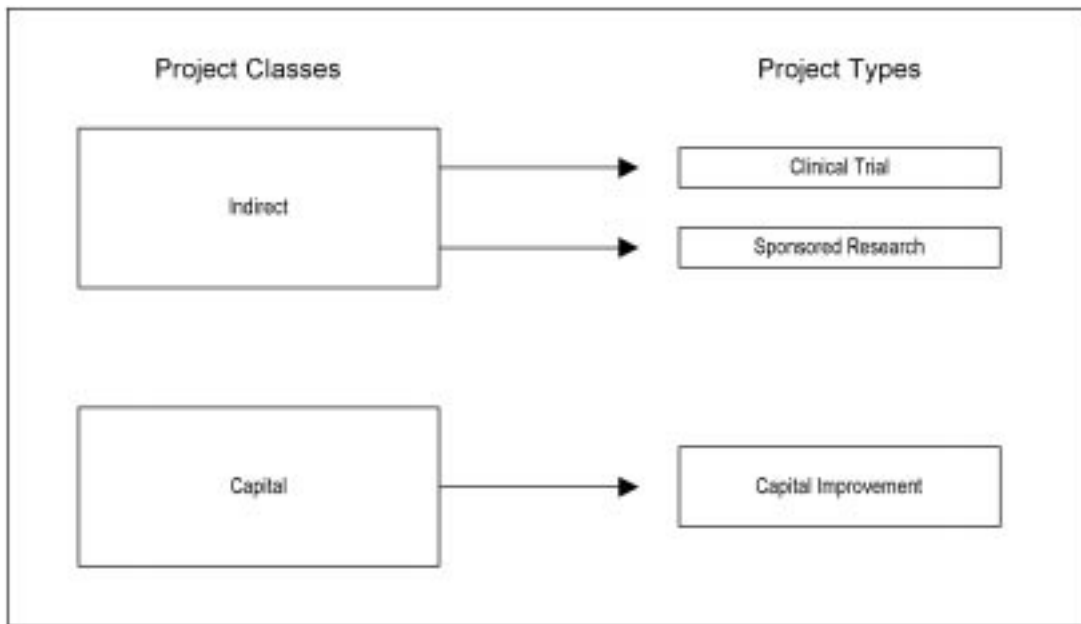 Project Classes
Project Types
Indirect
Clinical Trial
Sponsored Research
Capital
Capital Improvement